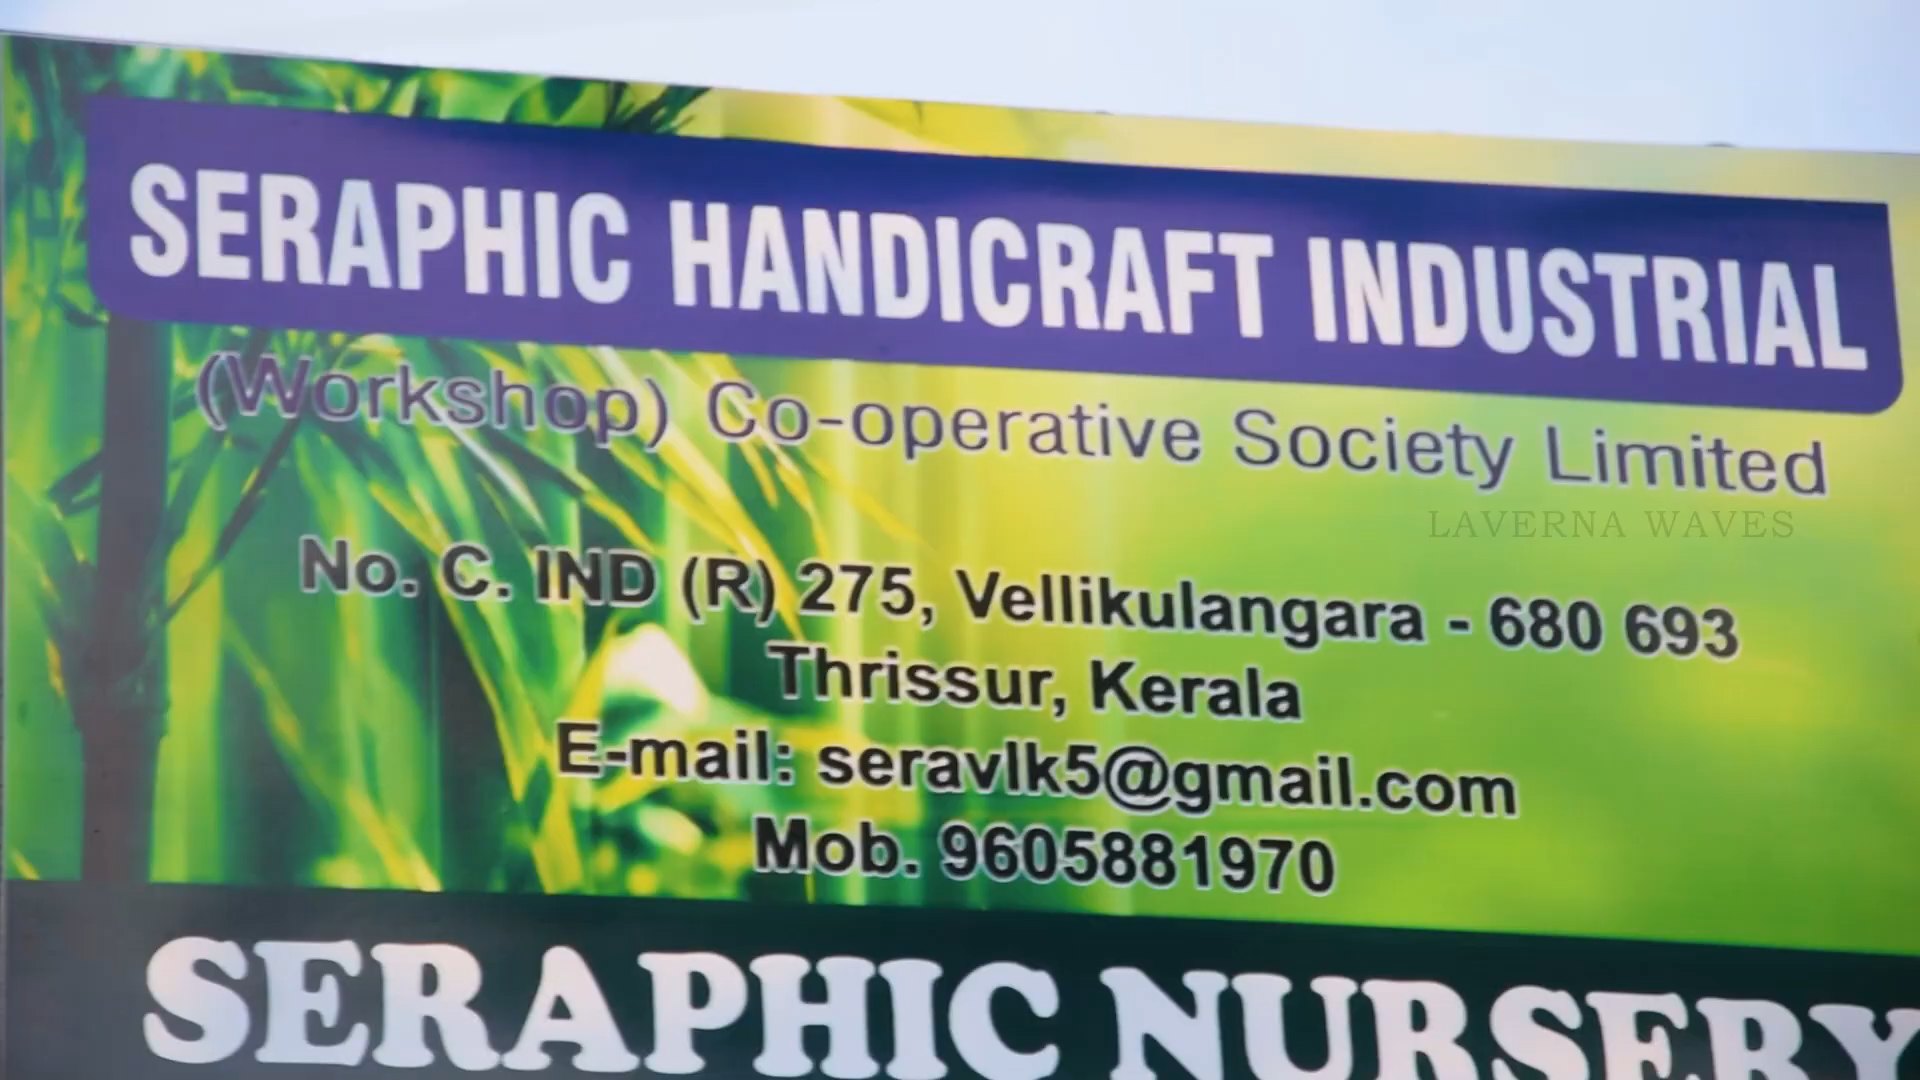 SERAPHIC HANDICRAFT INDUSTRIAL
(Workshop) Co-operative Society Limited
LAVERNA WAVES
No. C. IND (R) 275, Vellikulangara - 680 693
Thrissur, Kerala
E-mail: seravlk5@gmail.com
Mob. 9605881970
SERAPHIC NURSERY